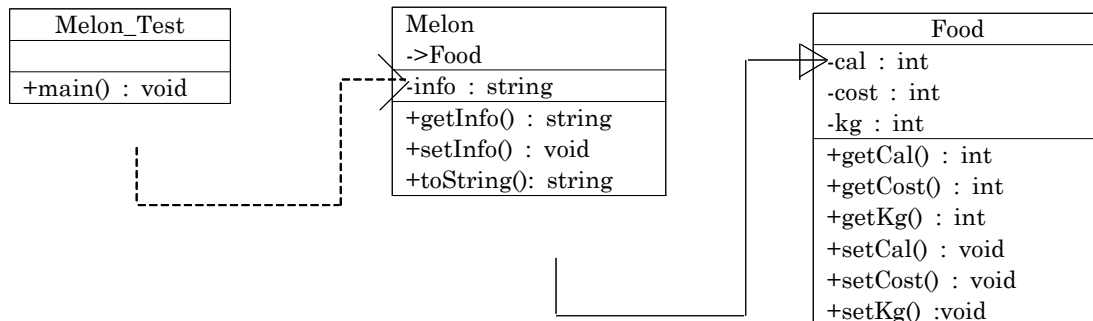 Melon_Test
+main() : void
Melon
->Food
-info : string
+getInfo() : string
+setInfo() : void
+toString(): string
Food
-cal : int
-cost : int
-kg : int
+getCal() : int
+getCost() : int
+getKg() : int
+setCal() : void
+setCost() : void
+setKg() :void